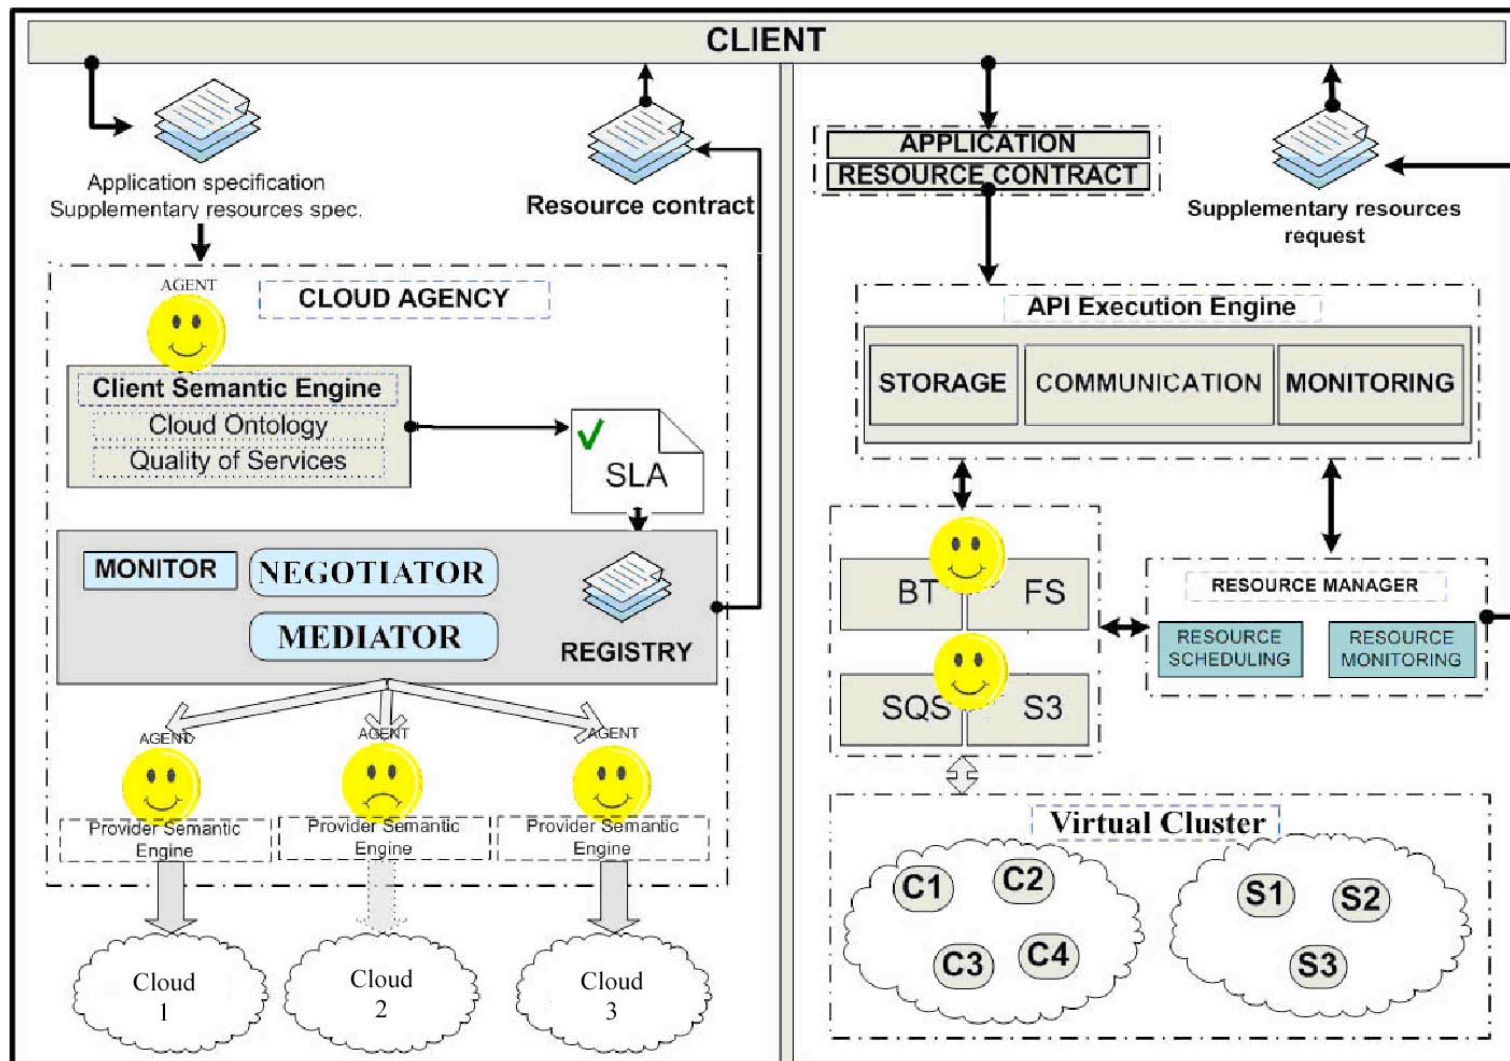 CLIENT
Application specification
Supplementary resources spec.
Resource contract
AGENT
CLOUD AGENCY
Client Semantic Engine
Cloud Ontology
Quality of Services
SLA
MONITOR
NEGOTIATOR
MEDIATOR
REGISTRY
AGENT
AGENT
AGENT
Provider Semantic
Engine
Provider Semantic
Engine
Provider Semantic
Engine
Cloud
1
Cloud
2
Cloud
3
APPLICATION
RESOURCE CONTRACT
Supplementary resources
request
API Execution Engine
STORAGE
COMMUNICATION
MONITORING
BT
FS
SQS
S3
RESOURCE MANAGER
RESOURCE
SCHEDULING
RESOURCE
MONITORING
Virtual Cluster
C1
C2
C3
C4
S1
S2
S3